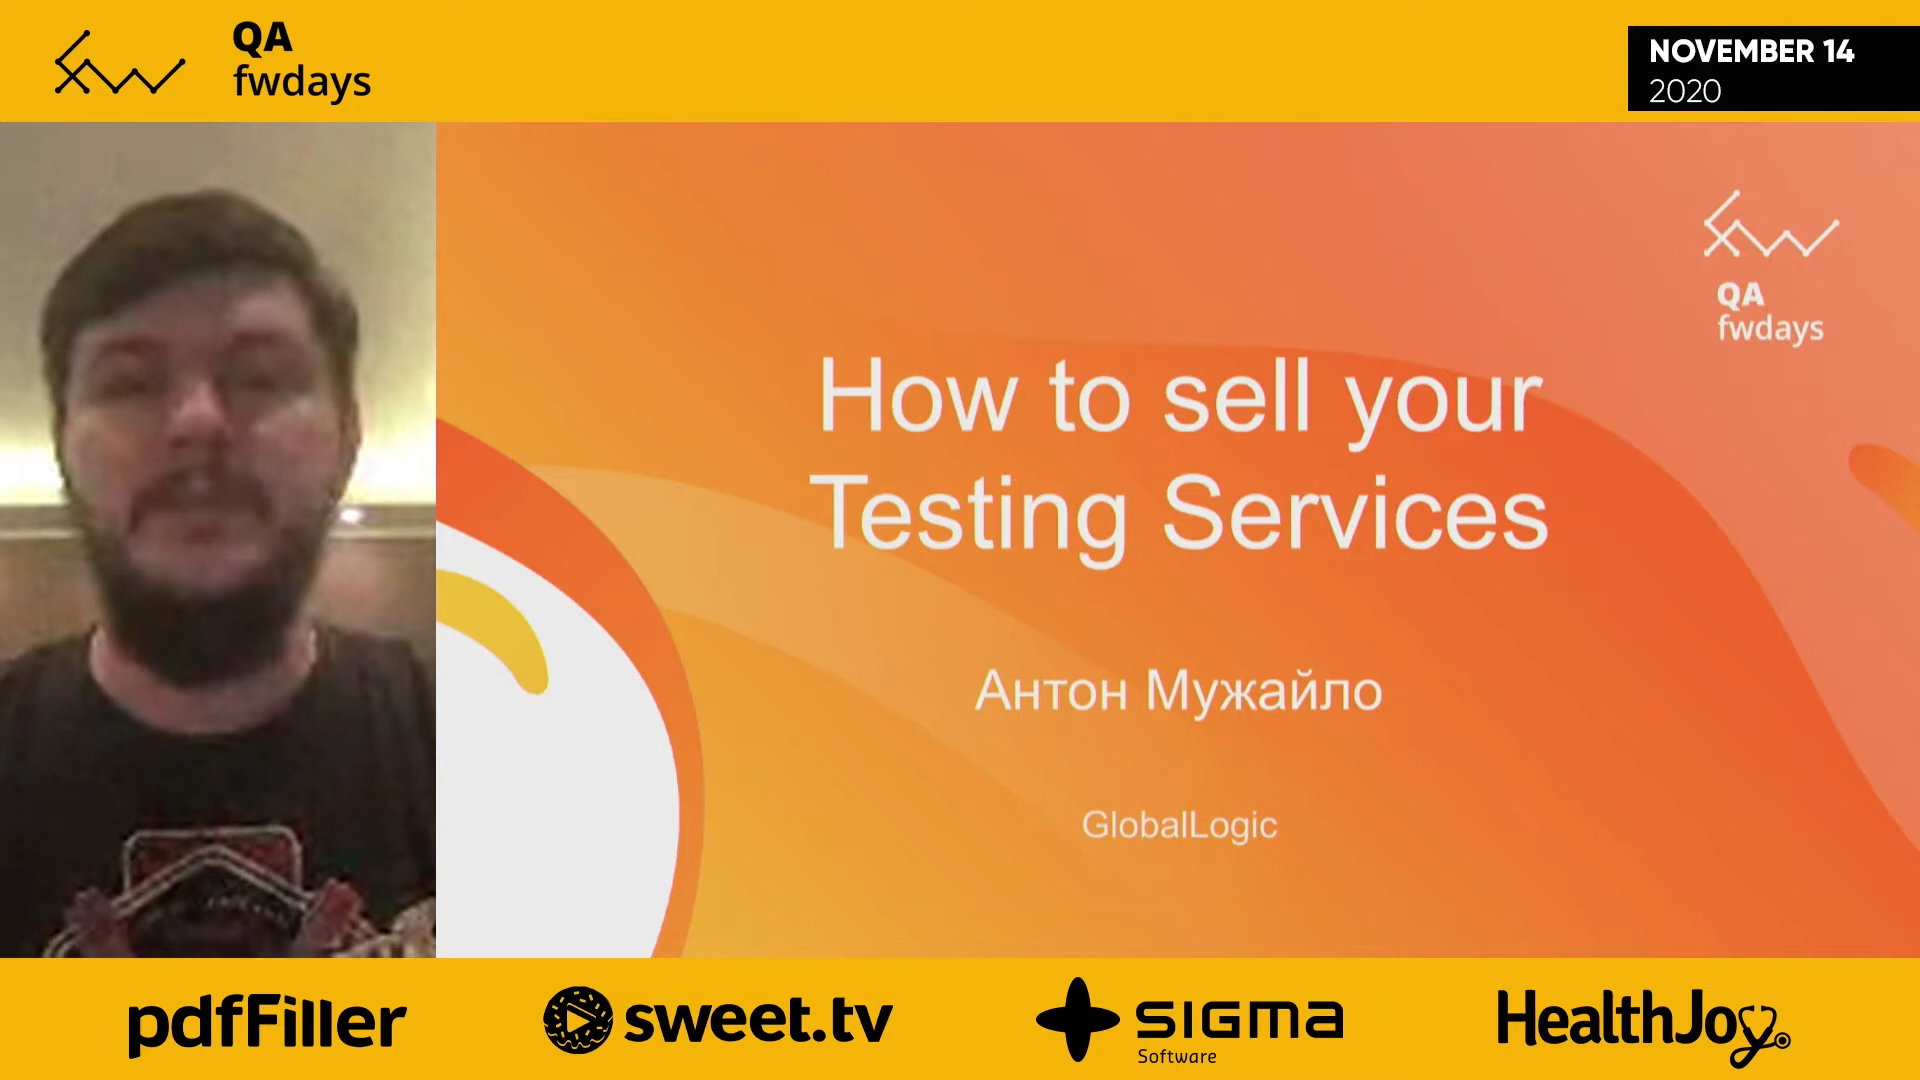 QA
fwdays
NOVEMBER 14
2020
QA
fwdays
How to sell your
Testing Services
Антон Мужайло
GlobalLogic
pdfFiller
sweet.tv
SIGMA
Software
HealthJoy